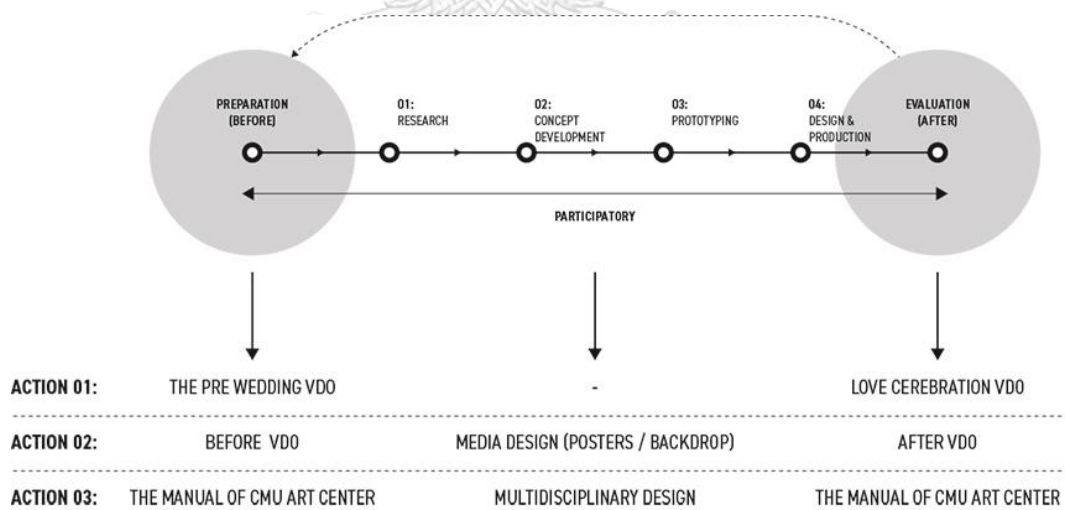 PREPARATION
(BEFORE)
01:
RESEARCH
02:
CONCEPT
DEVELOPMENT
03:
PROTOTYPING
04:
DESIGN &
PRODUCTION
EVALUATION
(AFTER)
PARTICIPATORY
ACTION 01: THE PRE WEDDING VDO - LOVE CEREBRATION VDO
ACTION 02: BEFORE VDO MEDIA DESIGN (POSTERS / BACKDROP) AFTER VDO
ACTION 03: THE MANUAL OF CMU ART CENTER MULTIDISCIPLINARY DESIGN THE MANUAL OF CMU ART CENTER